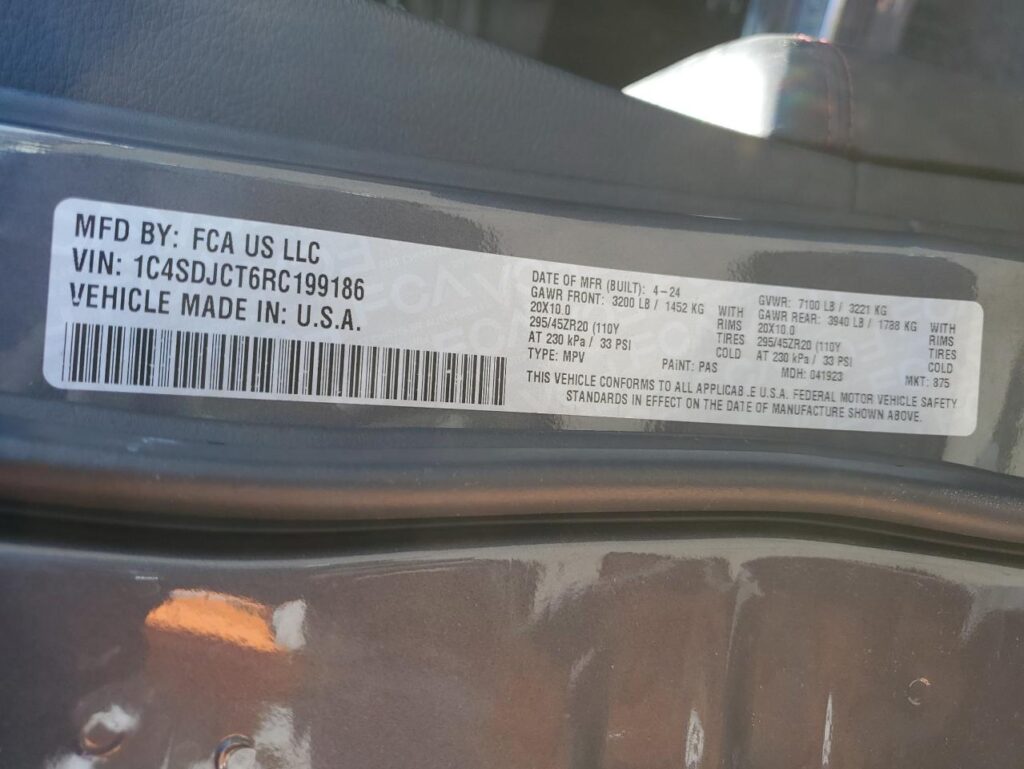 MFD BY: FCA US LLC
VIN: 1C4SDJCT6RC199186
VEHICLE MADE IN: U.S.A.
DATE OF MFR (BUILT): 4-24
GAWR FRONT: 3200 LB / 1452 KG WITH
20X10.0 RIMS
295/45ZR20 (110Y TIRES
AT 230 kPa / 33 PSI COLD
TYPE: MPV
PAINT: PAS
GVWR: 7100 LB / 3221 KG
GAWR REAR: 3940 LB / 1788 KG WITH
20X10.0 RIMS
295/45ZR20 (110Y TIRES
AT 230 kPa / 33 PSI COLD
MDH: 041923
MKT: 875
THIS VEHICLE CONFORMS TO ALL APPLICAB.E U.S.A. FEDERAL MOTOR VEHICLE SAFETY
STANDARDS IN EFFECT ON THE DATE OF MANUFACTURE SHOWN ABOVE.